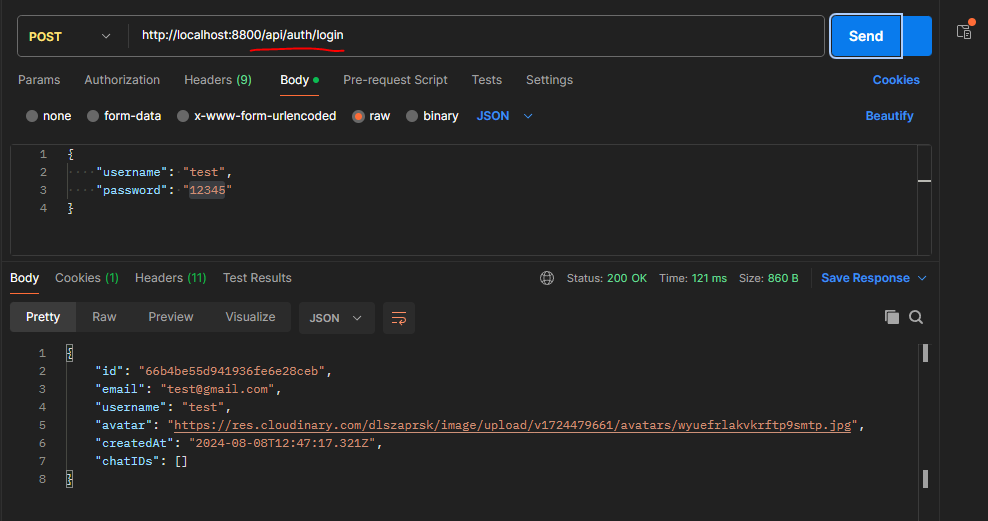 POST http://localhost:8800/api/auth/login Send
Params Authorization Headers (9) Body Pre-request Script Tests Settings Cookies
none form-data x-www-form-urlencoded raw binary JSON Beautify
1 {
2 "username": "test",
3 "password": "12345"
4 }
Body Cookies (1) Headers (11) Test Results Status: 200 OK Time: 121 ms Size: 860 B Save Response
Pretty Raw Preview Visualize JSON
1 {
2 "id": "66b4be55d941936fe6e28ceb",
3 "email": "test@gmail.com",
4 "username": "test",
5 "avatar": "https://res.cloudinary.com/dlszaprsk/image/upload/v1724479661/avatars/wyuefrlakvkrftp9smtp.jpg",
6 "createdAt": "2024-08-08T12:47:17.321Z",
7 "chatIDs": []
8 }